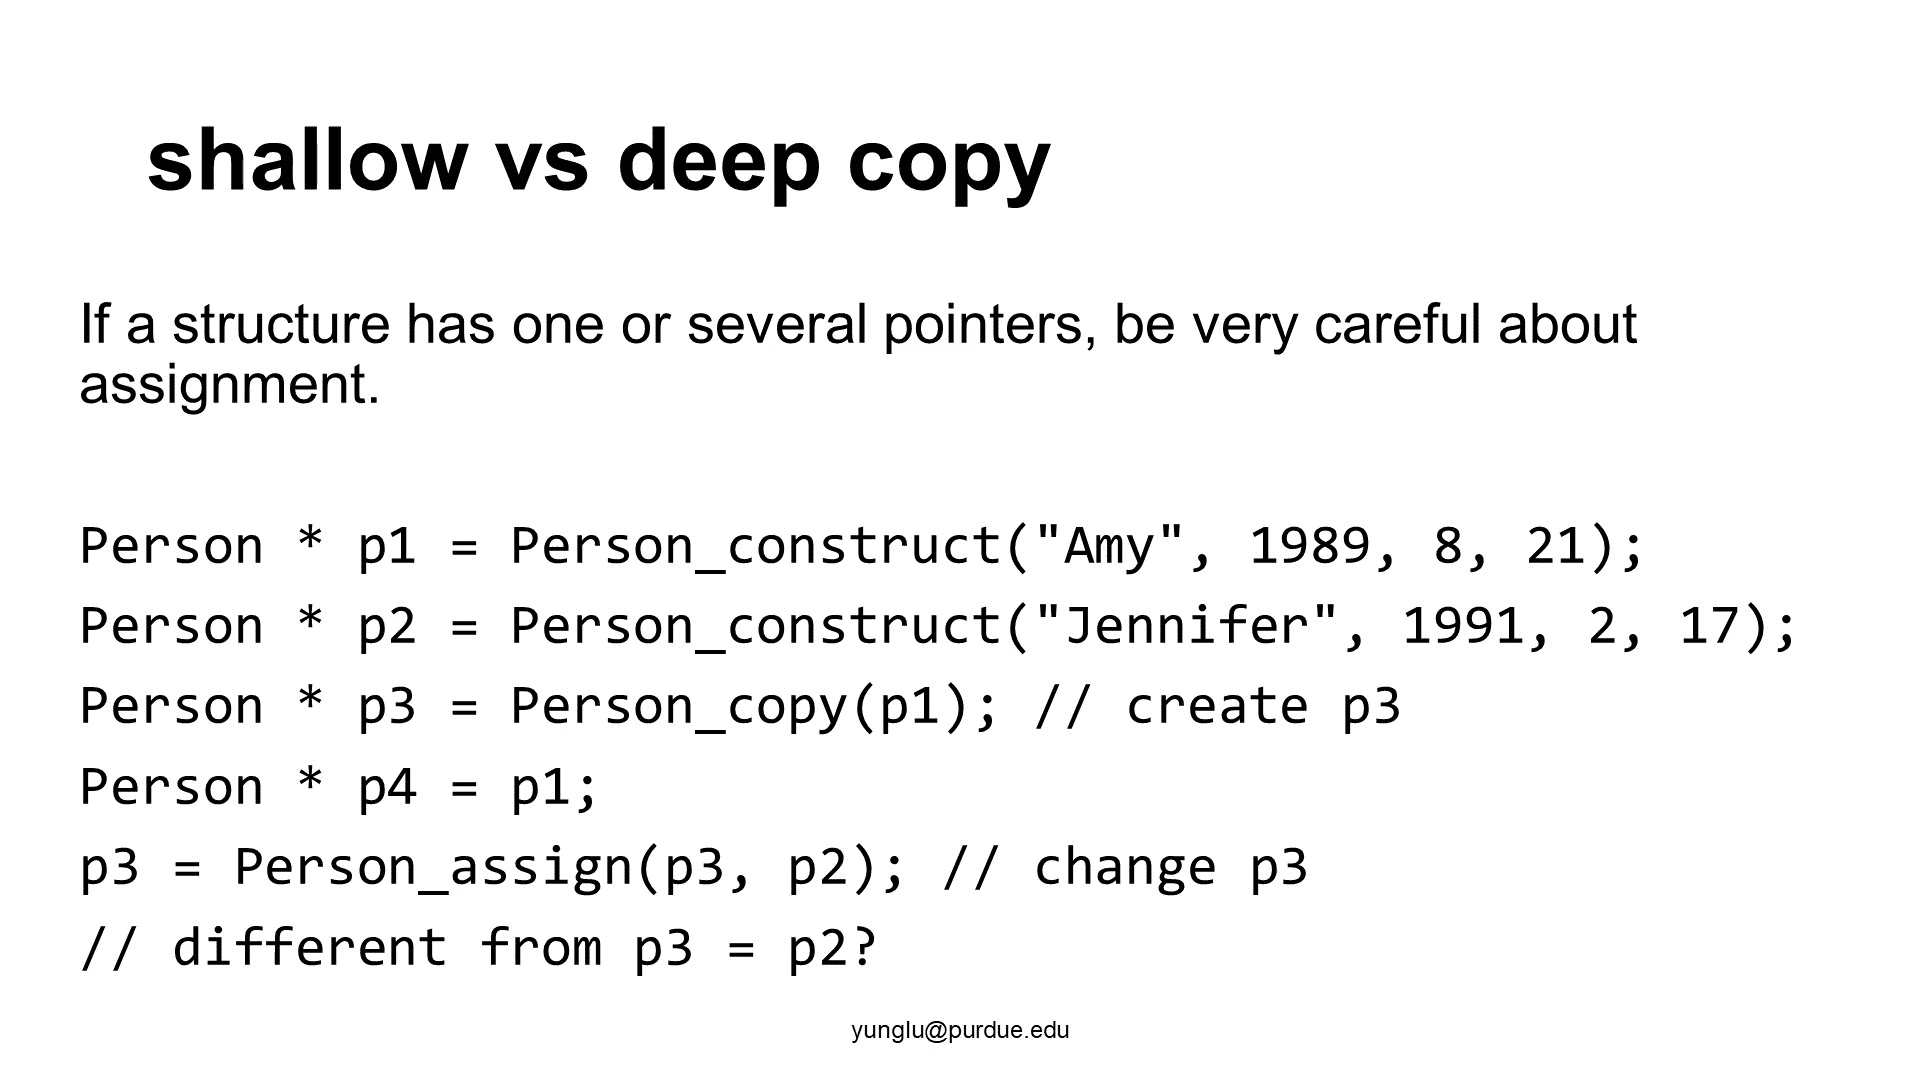 shallow vs deep copy
If a structure has one or several pointers, be very careful about
assignment.
Person * p1 = Person_construct("Amy", 1989, 8, 21);
Person * p2 = Person_construct("Jennifer", 1991, 2, 17);
Person * p3 = Person_copy(p1); // create p3
Person * p4 = p1;
p3 = Person_assign(p3, p2); // change p3
// different from p3 = p2?
yunglu@purdue.edu